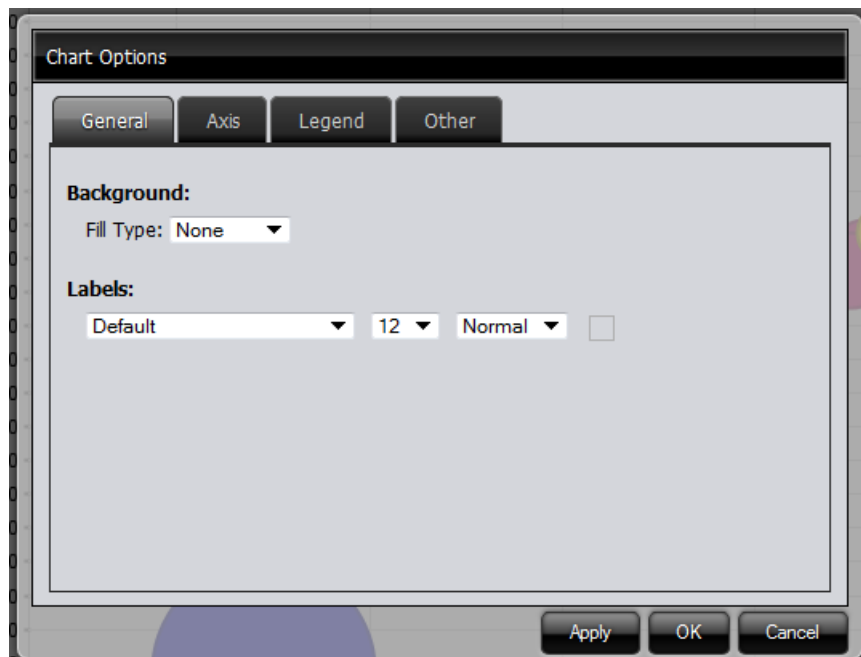 Chart Options
General Axis Legend Other
Background:
Fill Type: None
Labels:
Default 12 Normal
Apply OK Cancel